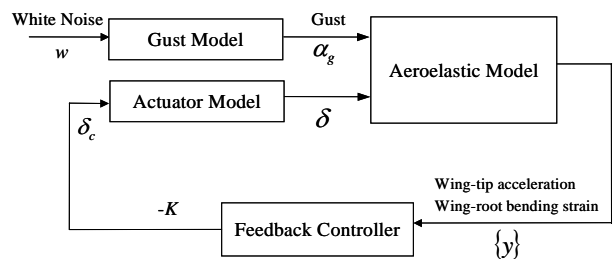 White Noise
w
Gust Model
Gust
α_g
Aeroelastic Model
Actuator Model
δ_c
δ
Wing-tip acceleration
Wing-root bending strain
-K
Feedback Controller
{y}